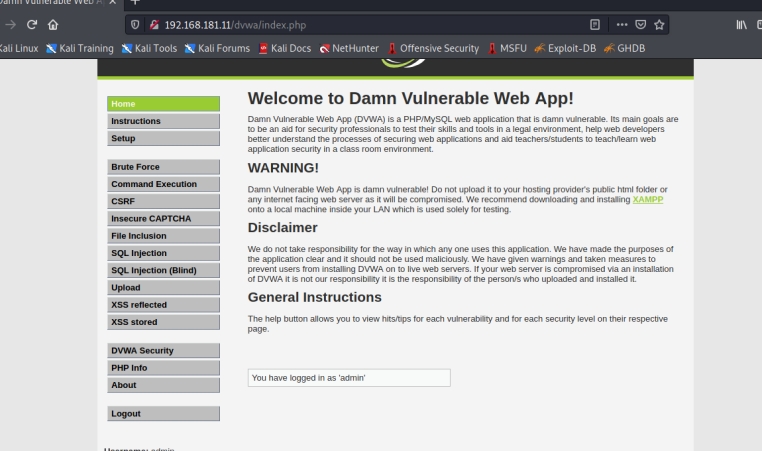 Damn Vulnerable Web A
192.168.181.11/dvwa/index.php
Kali Linux Kali Training Kali Tools Kali Forums Kali Docs NetHunter Offensive Security MSFU Exploit-DB GHDB
Home
Instructions
Setup
Brute Force
Command Execution
CSRF
Insecure CAPTCHA
File Inclusion
SQL Injection
SQL Injection (Blind)
Upload
XSS reflected
XSS stored
DVWA Security
PHP Info
About
Logout
Welcome to Damn Vulnerable Web App!
Damn Vulnerable Web App (DVWA) is a PHP/MySQL web application that is damn vulnerable. Its main goals are
to be an aid for security professionals to test their skills and tools in a legal environment, help web developers
better understand the processes of securing web applications and aid teachers/students to teach/learn web
application security in a class room environment.
WARNING!
Damn Vulnerable Web App is damn vulnerable! Do not upload it to your hosting provider's public html folder or
any internet facing web server as it will be compromised. We recommend downloading and installing XAMPP
onto a local machine inside your LAN which is used solely for testing.
Disclaimer
We do not take responsibility for the way in which any one uses this application. We have made the purposes of
the application clear and it should not be used maliciously. We have given warnings and taken measures to
prevent users from installing DVWA on to live web servers. If your web server is compromised via an installation
of DVWA it is not our responsibility it is the responsibility of the person/s who uploaded and installed it.
General Instructions
The help button allows you to view hits/tips for each vulnerability and for each security level on their respective
page.
You have logged in as 'admin'
Username: admin